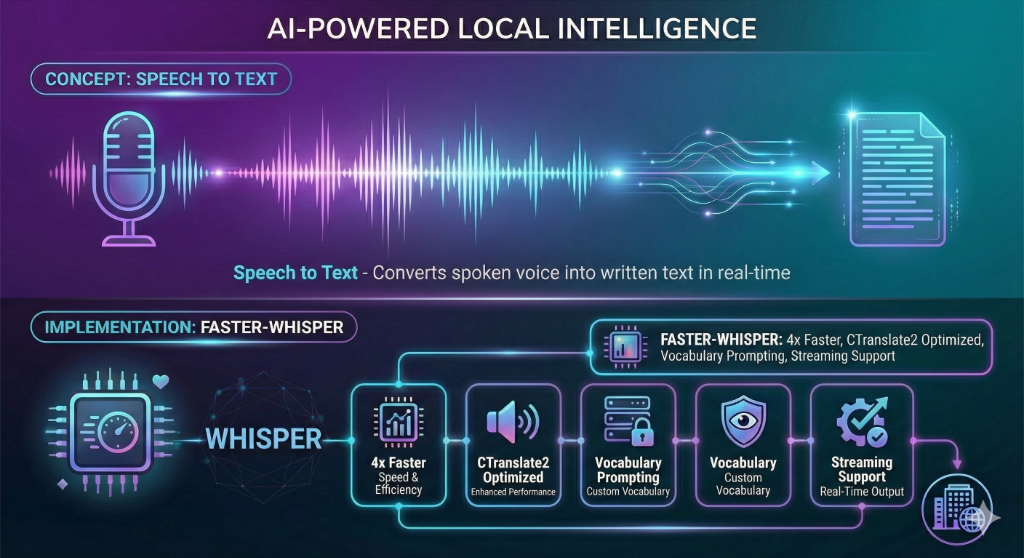 AI-POWERED LOCAL INTELLIGENCE
CONCEPT: SPEECH TO TEXT
Speech to Text - Converts spoken voice into written text in real-time
IMPLEMENTATION: FASTER-WHISPER
FASTER-WHISPER: 4x Faster, CTranslate2 Optimized,
Vocabulary Prompting, Streaming Support
WHISPER
4x Faster
Speed &
Efficiency
CTranslate2
Optimized
Enhanced Performance
Vocabulary
Prompting
Custom Vocabulary
Vocabulary
Custom
Vocabulary
Streaming
Support
Real-Time Output